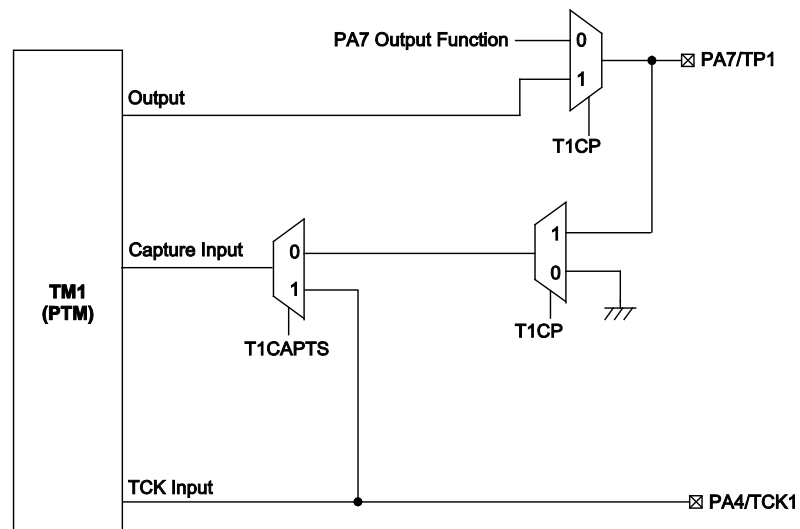 PA7 Output Function
0
1
PA7/TP1
Output
T1CP
Capture Input
0
1
1
0
TM1
(PTM)
T1CP
T1CAPTS
TCK Input
PA4/TCK1